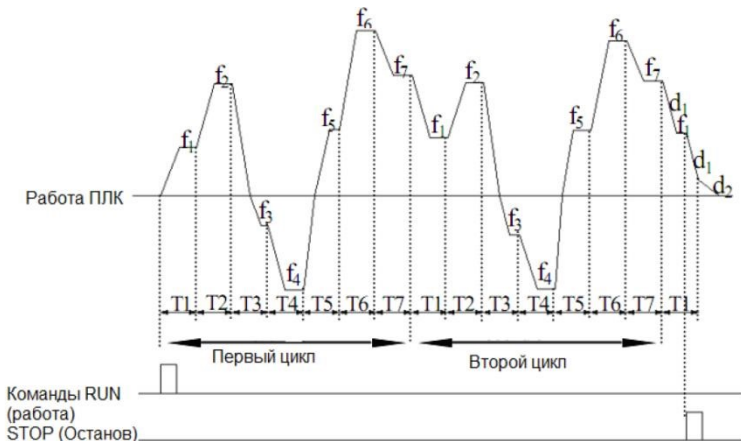 f₆
f₆
f₂
f₇
f₂
f₇
d₁
f₁
f₅
f₁
f₅
f₁
d₁
Работа ПЛК
d₂
f₃
f₃
f₄
f₄
T1 T2 T3 T4 T5 T6 T7 T1 T2 T3 T4 T5 T6 T7 T1
Первый цикл
Второй цикл
Команды RUN
(работа)
STOP (Останов)